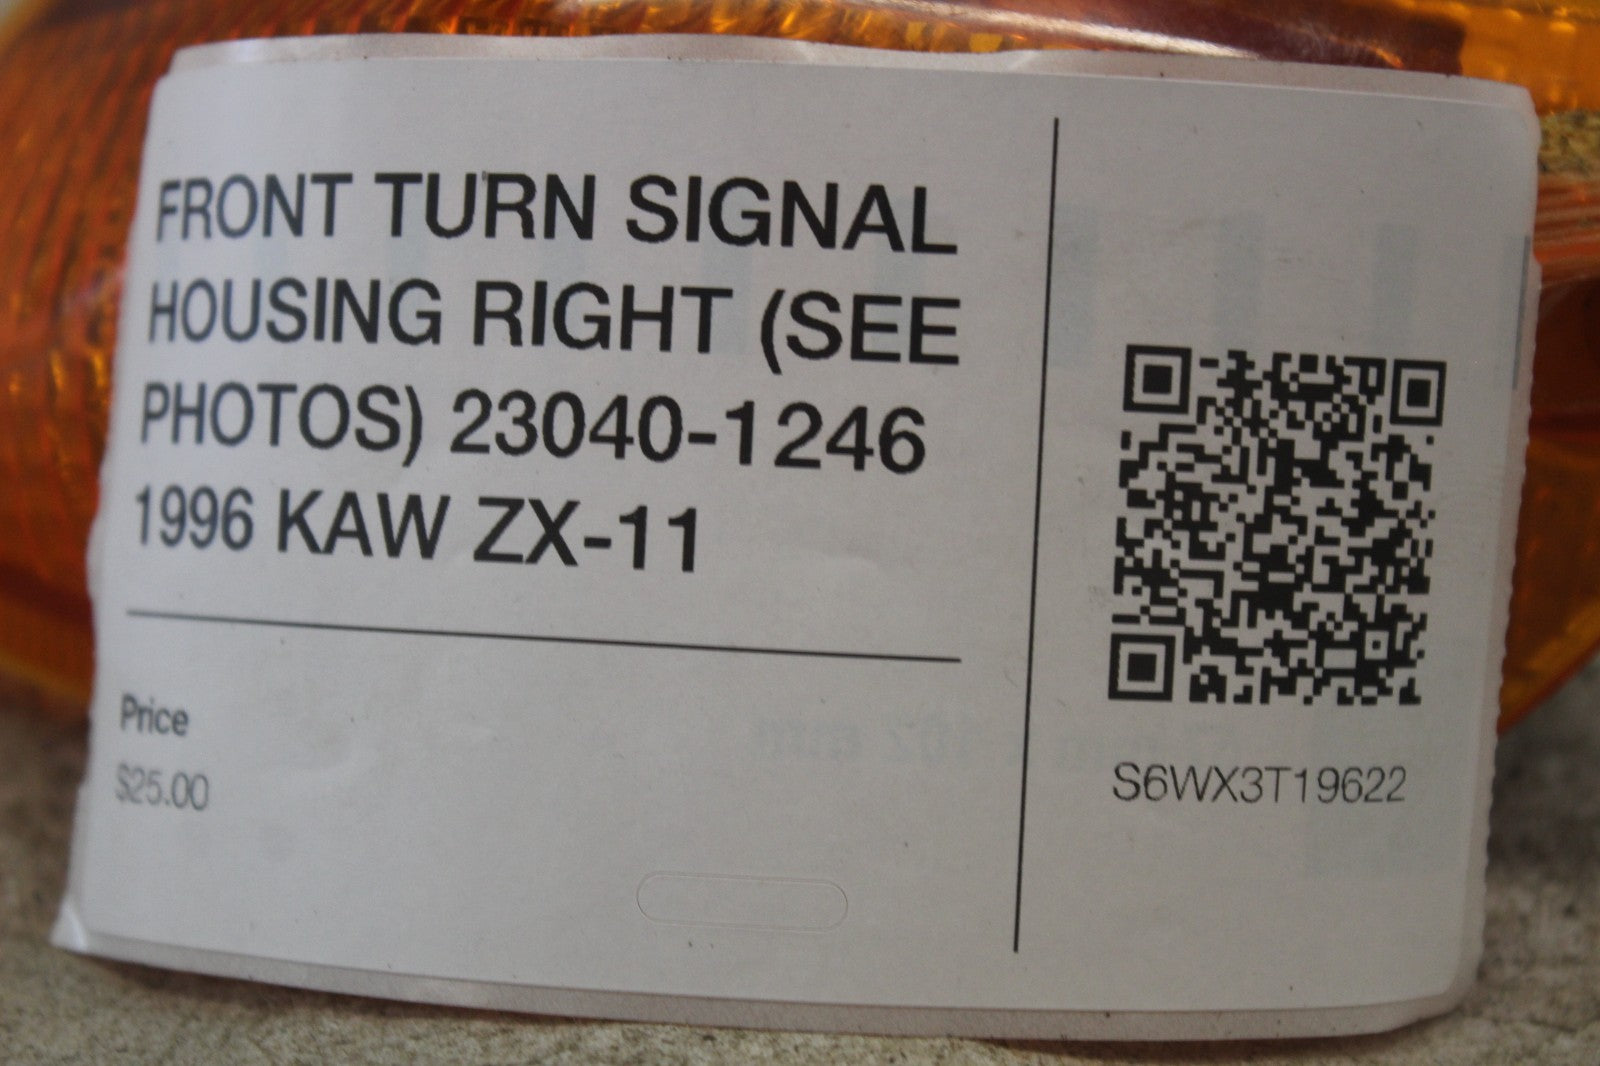 FRONT TURN SIGNAL
HOUSING RIGHT (SEE
PHOTOS) 23040-1246
1996 KAW ZX-11
Price
$25.00
S6WX3T19622